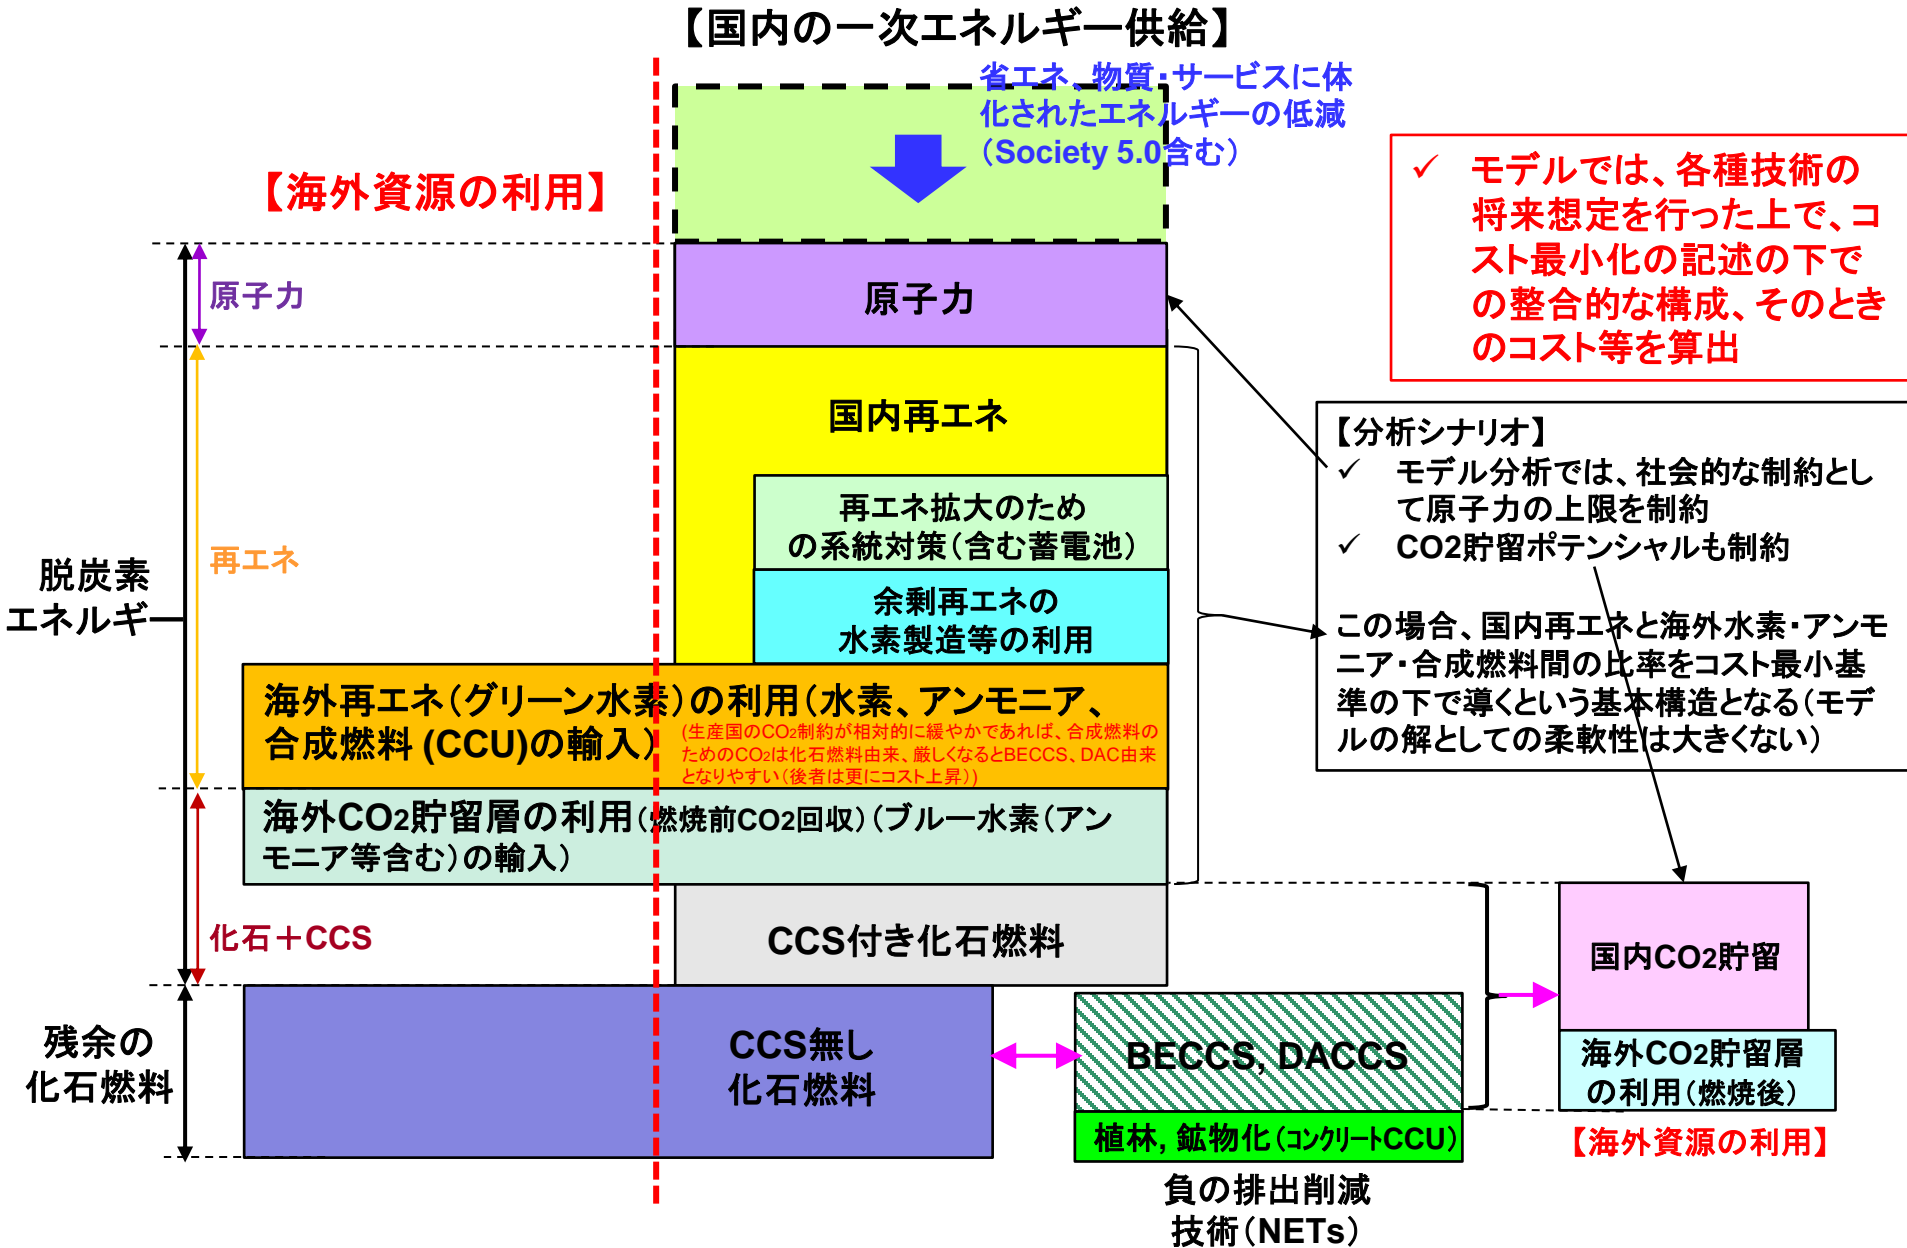 【国内の一次エネルギー供給】
省エネ、物質・サービスに体
化されたエネルギーの低減
（Society 5.0含む）
【海外資源の利用】
✓ モデルでは、各種技術の
将来想定を行った上で、コ
スト最小化の記述の下で
の整合的な構成、そのとき
のコスト等を算出
原子力
原子力
国内再エネ
再エネ拡大のため
の系統対策（含む蓄電池）
余剰再エネの
水素製造等の利用
再エネ
脱炭素
エネルギー
【分析シナリオ】
✓ モデル分析では、社会的な制約とし
て原子力の上限を制約
✓ CO2貯留ポテンシャルも制約
この場合、国内再エネと海外水素・アンモ
ニア・合成燃料間の比率をコスト最小基
準の下で導くという基本構造となる（モデ
ルの解としての柔軟性は大きくない）
海外再エネ（グリーン水素）の利用（水素、アンモニア、
合成燃料 (CCU)の輸入）
(生産国のCO2制約が相対的に緩やかであれば、合成燃料の
ためのCO2は化石燃料由来、厳しくなるとBECCS、DAC由来
となりやすい（後者は更にコスト上昇）)
海外CO2貯留層の利用（燃焼前CO2回収）（ブルー水素（アン
モニア等含む）の輸入）
化石＋CCS
CCS付き化石燃料
国内CO2貯留
残余の
化石燃料
CCS無し
化石燃料
BECCS, DACCS
海外CO2貯留層
の利用（燃焼後）
植林, 鉱物化（コンクリートCCU）
【海外資源の利用】
負の排出削減
技術（NETs）